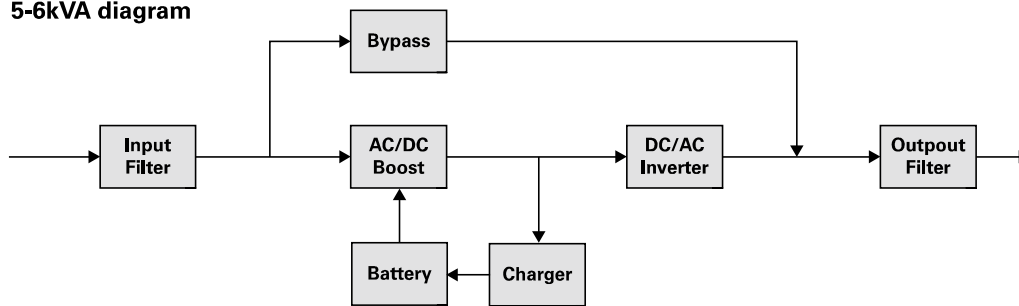 5-6kVA diagram
Bypass
Input
Filter
AC/DC
Boost
DC/AC
Inverter
Outpout
Filter
Battery
Charger